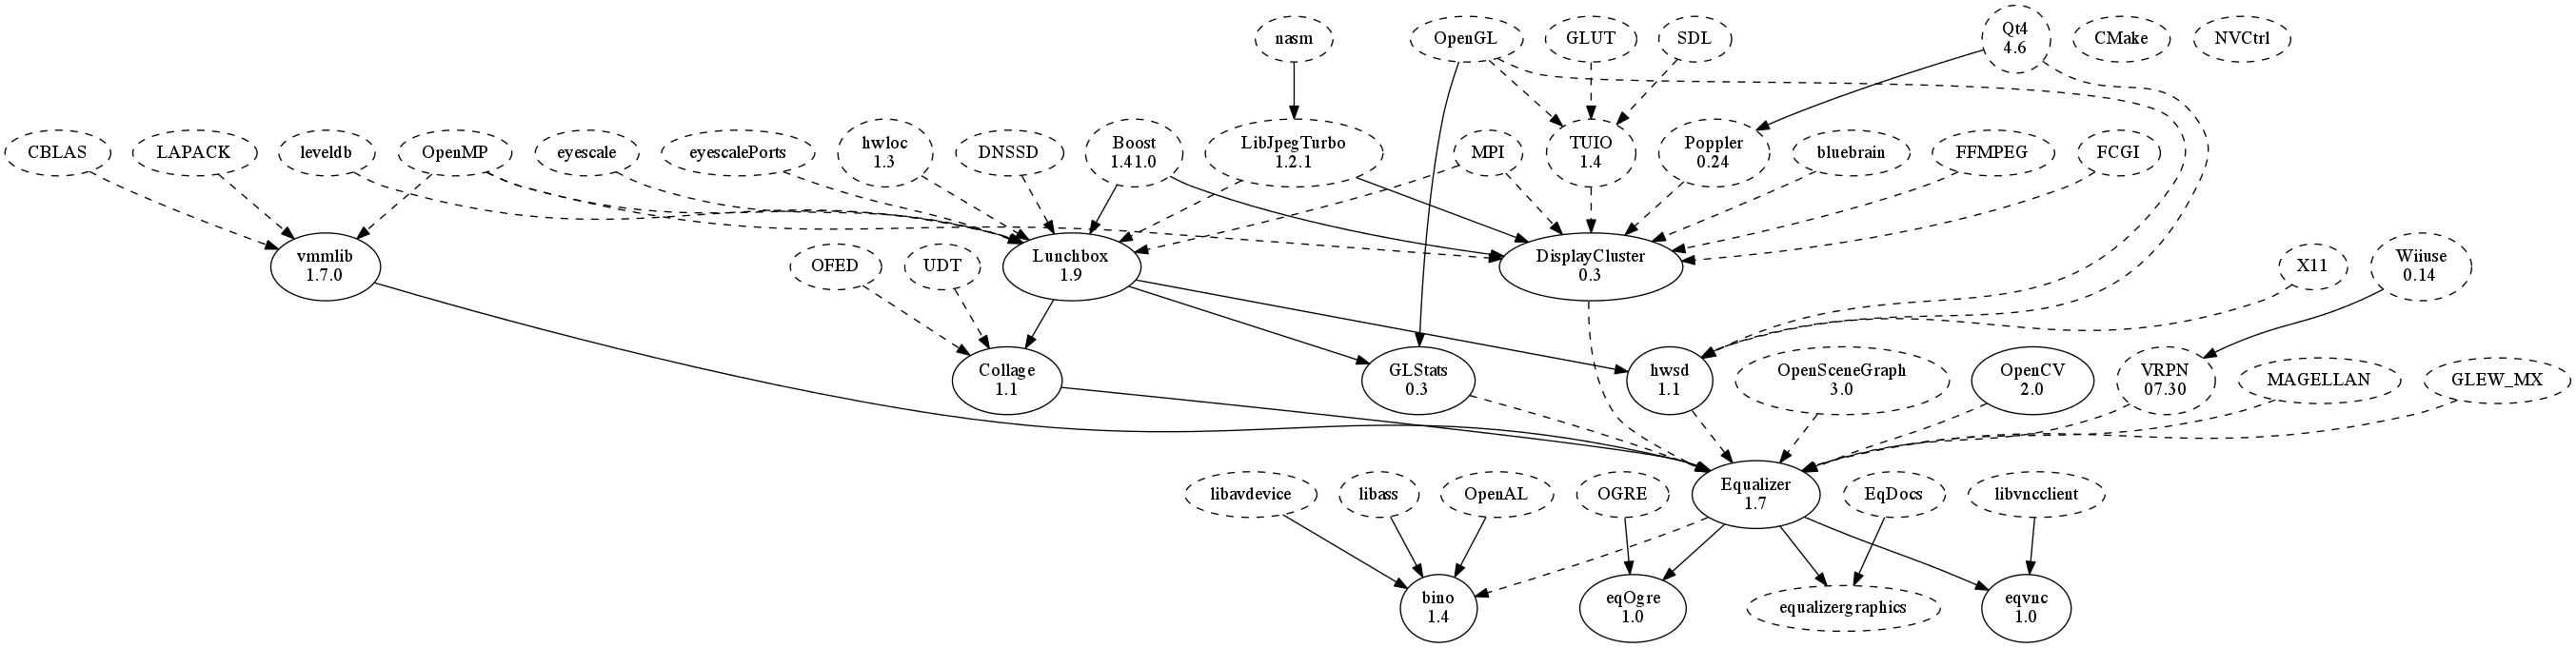 nasm
OpenGL
GLUT
SDL
Qt4
4.6
CMake
NVCtrl
CBLAS
LAPACK
leveldb
OpenMP
eyescale
eyescalePorts
hwloc
1.3
DNSSD
Boost
1.41.0
LibJpegTurbo
1.2.1
MPI
TUIO
1.4
Poppler
0.24
bluebrain
FFMPEG
FCGI
vmmlib
1.7.0
OFED
UDT
Lunchbox
1.9
DisplayCluster
0.3
X11
Wiiuse
0.14
Collage
1.1
GLStats
0.3
hwsd
1.1
OpenSceneGraph
3.0
OpenCV
2.0
VRPN
07.30
MAGELLAN
GLEW_MX
libavdevice
libass
OpenAL
OGRE
Equalizer
1.7
EqDocs
libvncclient
bino
1.4
eqOgre
1.0
equalizergraphics
eqvnc
1.0